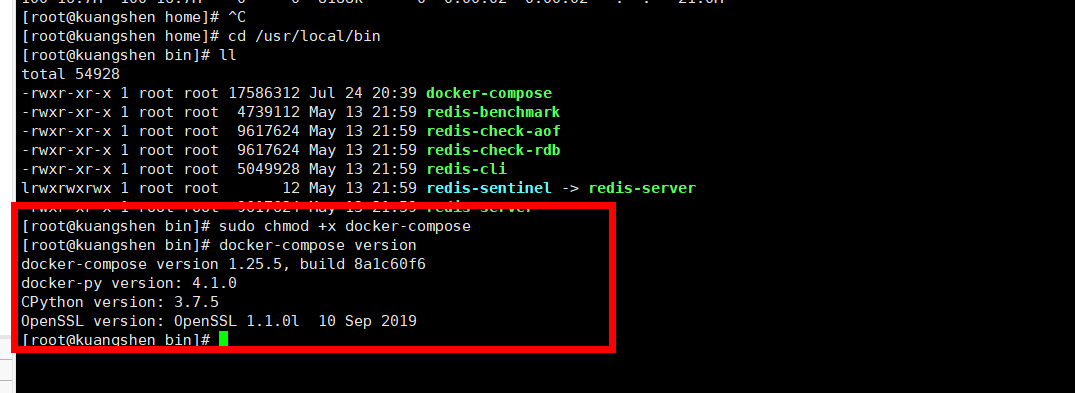 [root@kuangshen home]# ^C
[root@kuangshen home]# cd /usr/local/bin
[root@kuangshen bin]# ll
total 54928
-rwxr-xr-x 1 root root 17586312 Jul 24 20:39 docker-compose
-rwxr-xr-x 1 root root  4739112 May 13 21:59 redis-benchmark
-rwxr-xr-x 1 root root  9617624 May 13 21:59 redis-check-aof
-rwxr-xr-x 1 root root  9617624 May 13 21:59 redis-check-rdb
-rwxr-xr-x 1 root root  5049928 May 13 21:59 redis-cli
lrwxrwxrwx 1 root root       12 May 13 21:59 redis-sentinel -> redis-server
-rwxr-xr-x 1 root root  9617624 May 13 21:59 redis-server
[root@kuangshen bin]# sudo chmod +x docker-compose
[root@kuangshen bin]# docker-compose version
docker-compose version 1.25.5, build 8a1c60f6
docker-py version: 4.1.0
CPython version: 3.7.5
OpenSSL version: OpenSSL 1.1.0l  10 Sep 2019
[root@kuangshen bin]#